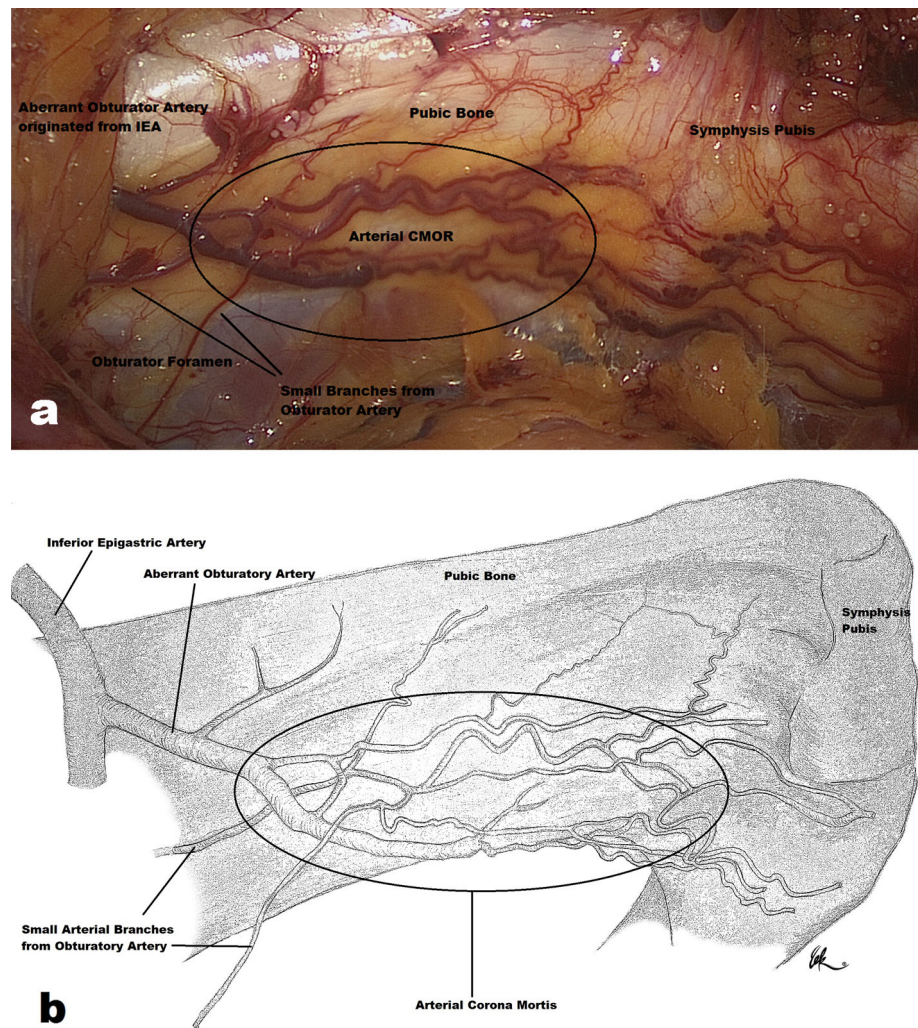 Aberrant Obturator Artery
originated from IEA
Pubic Bone
Symphysis Pubis
Arterial CMOR
Obturator Foramen
Small Branches from
Obturator Artery
a
Inferior Epigastric Artery
Aberrant Obturatory Artery
Pubic Bone
Symphysis
Pubis
Small Arterial Branches
from Obturatory Artery
Arterial Corona Mortis
b